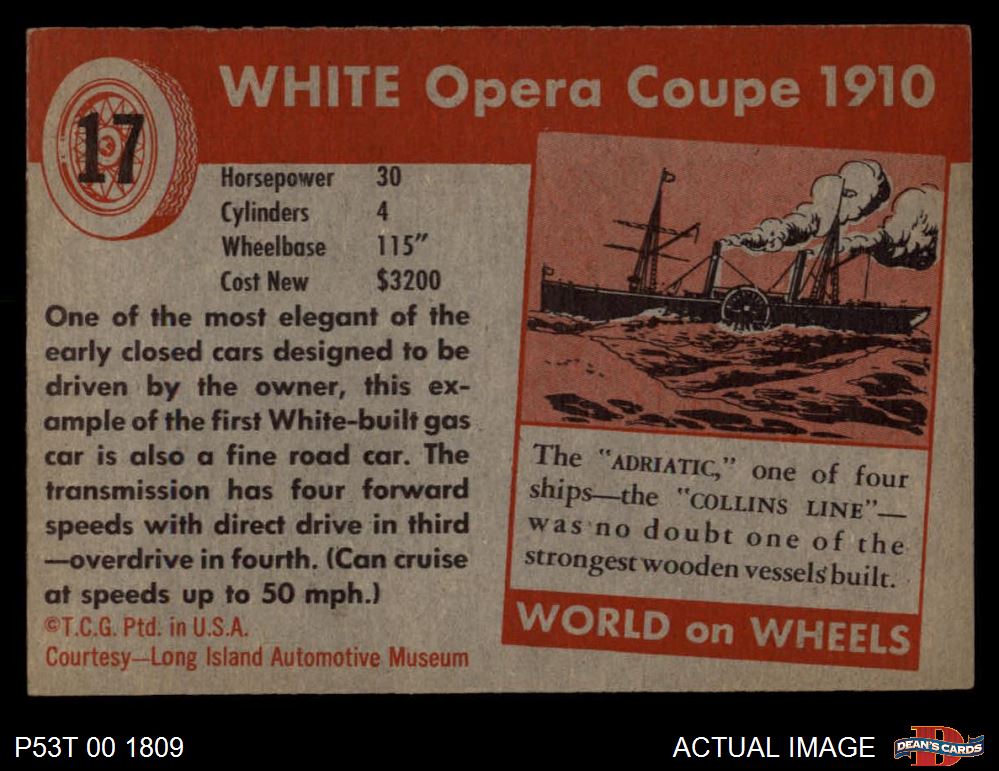 17
WHITE Opera Coupe 1910
Horsepower 30
Cylinders 4
Wheelbase 115”
Cost New $3200
One of the most elegant of the
early closed cars designed to be
driven by the owner, this ex-
ample of the first White-built gas
car is also a fine road car. The
transmission has four forward
speeds with direct drive in third
—overdrive in fourth. (Can cruise
at speeds up to 50 mph.)
©T.C.G. Ptd. in U.S.A.
Courtesy—Long Island Automotive Museum
The "ADRIATIC," one of four
ships—the "COLLINS LINE"—
was no doubt one of the
strongest wooden vessels built.
WORLD on WHEELS
P53T 00 1809
ACTUAL IMAGE
DEAN'S CARDS